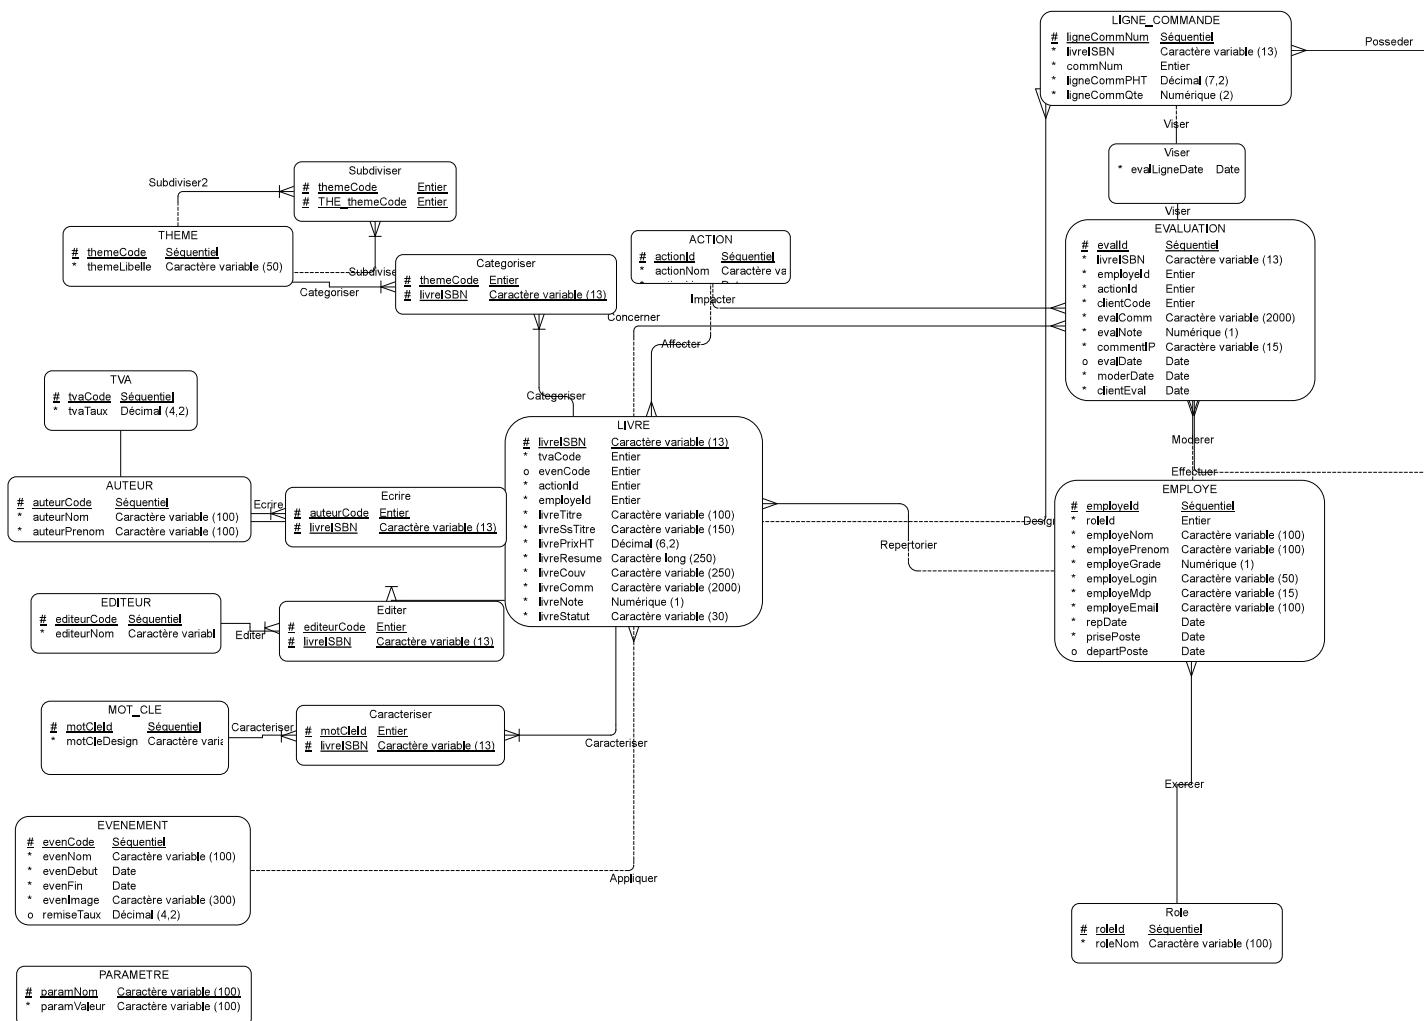 LIGNE_COMMANDE
# ligneCommNum Séquentiel
* livreISBN Caractère variable (13)
* commNum Entier
* ligneCommPHT Décimal (7,2)
* ligneCommQte Numérique (2)
Posseder
Viser
Viser
* evalLigneDate Date
Viser
Subdiviser
# themeCode Entier
# THE_themeCode Entier
Subdiviser2
THEME
# themeCode Séquentiel
* themeLibelle Caractère variable (50)
Subdivise
Categoriser
Categoriser
# themeCode Entier
# livreISBN Caractère variable (13)
Categoriser
ACTION
# actionId Séquentiel
* actionNom Caractère va
Impacter
Concerner
Affecter
EVALUATION
# evalId Séquentiel
* livreISBN Caractère variable (13)
* employeId Entier
* actionId Entier
* clientCode Entier
* evalComm Caractère variable (2000)
* evalNote Numérique (1)
* commentIP Caractère variable (15)
o evalDate Date
* moderDate Date
* clientEval Date
Moderer
Effectuer
TVA
# tvaCode Séquentiel
* tvaTaux Décimal (4,2)
AUTEUR
# auteurCode Séquentiel
* auteurNom Caractère variable (100)
* auteurPrenom Caractère variable (100)
Ecrire
Ecrire
# auteurCode Entier
# livreISBN Caractère variable (13)
LIVRE
# livreISBN Caractère variable (13)
* tvaCode Entier
o evenCode Entier
* actionId Entier
* employeId Entier
* livreTitre Caractère variable (100)
* livreSsTitre Caractère variable (150)
* livrePrixHT Décimal (6,2)
* livreResume Caractère long (250)
* livreCouv Caractère variable (250)
* livreComm Caractère variable (2000)
* livreNote Numérique (1)
* livreStatut Caractère variable (30)
Desig
Repertorier
EMPLOYE
# employeId Séquentiel
* roleId Entier
* employeNom Caractère variable (100)
* employePrenom Caractère variable (100)
* employeGrade Numérique (1)
* employeLogin Caractère variable (50)
* employeMdp Caractère variable (15)
* employeEmail Caractère variable (100)
* repDate Date
* prisePoste Date
o departPoste Date
EDITEUR
# editeurCode Séquentiel
* editeurNom Caractère variabl
Editer
Editer
# editeurCode Entier
# livreISBN Caractère variable (13)
MOT_CLE
# motCleId Séquentiel
* motCleDesign Caractère varia
Caracteriser
Caracteriser
# motCleId Entier
# livreISBN Caractère variable (13)
Caracteriser
Exercer
EVENEMENT
# evenCode Séquentiel
* evenNom Caractère variable (100)
* evenDebut Date
* evenFin Date
* evenImage Caractère variable (300)
o remiseTaux Décimal (4,2)
Appliquer
Role
# roleId Séquentiel
* roleNom Caractère variable (100)
PARAMETRE
# paramNom Caractère variable (100)
* paramValeur Caractère variable (100)